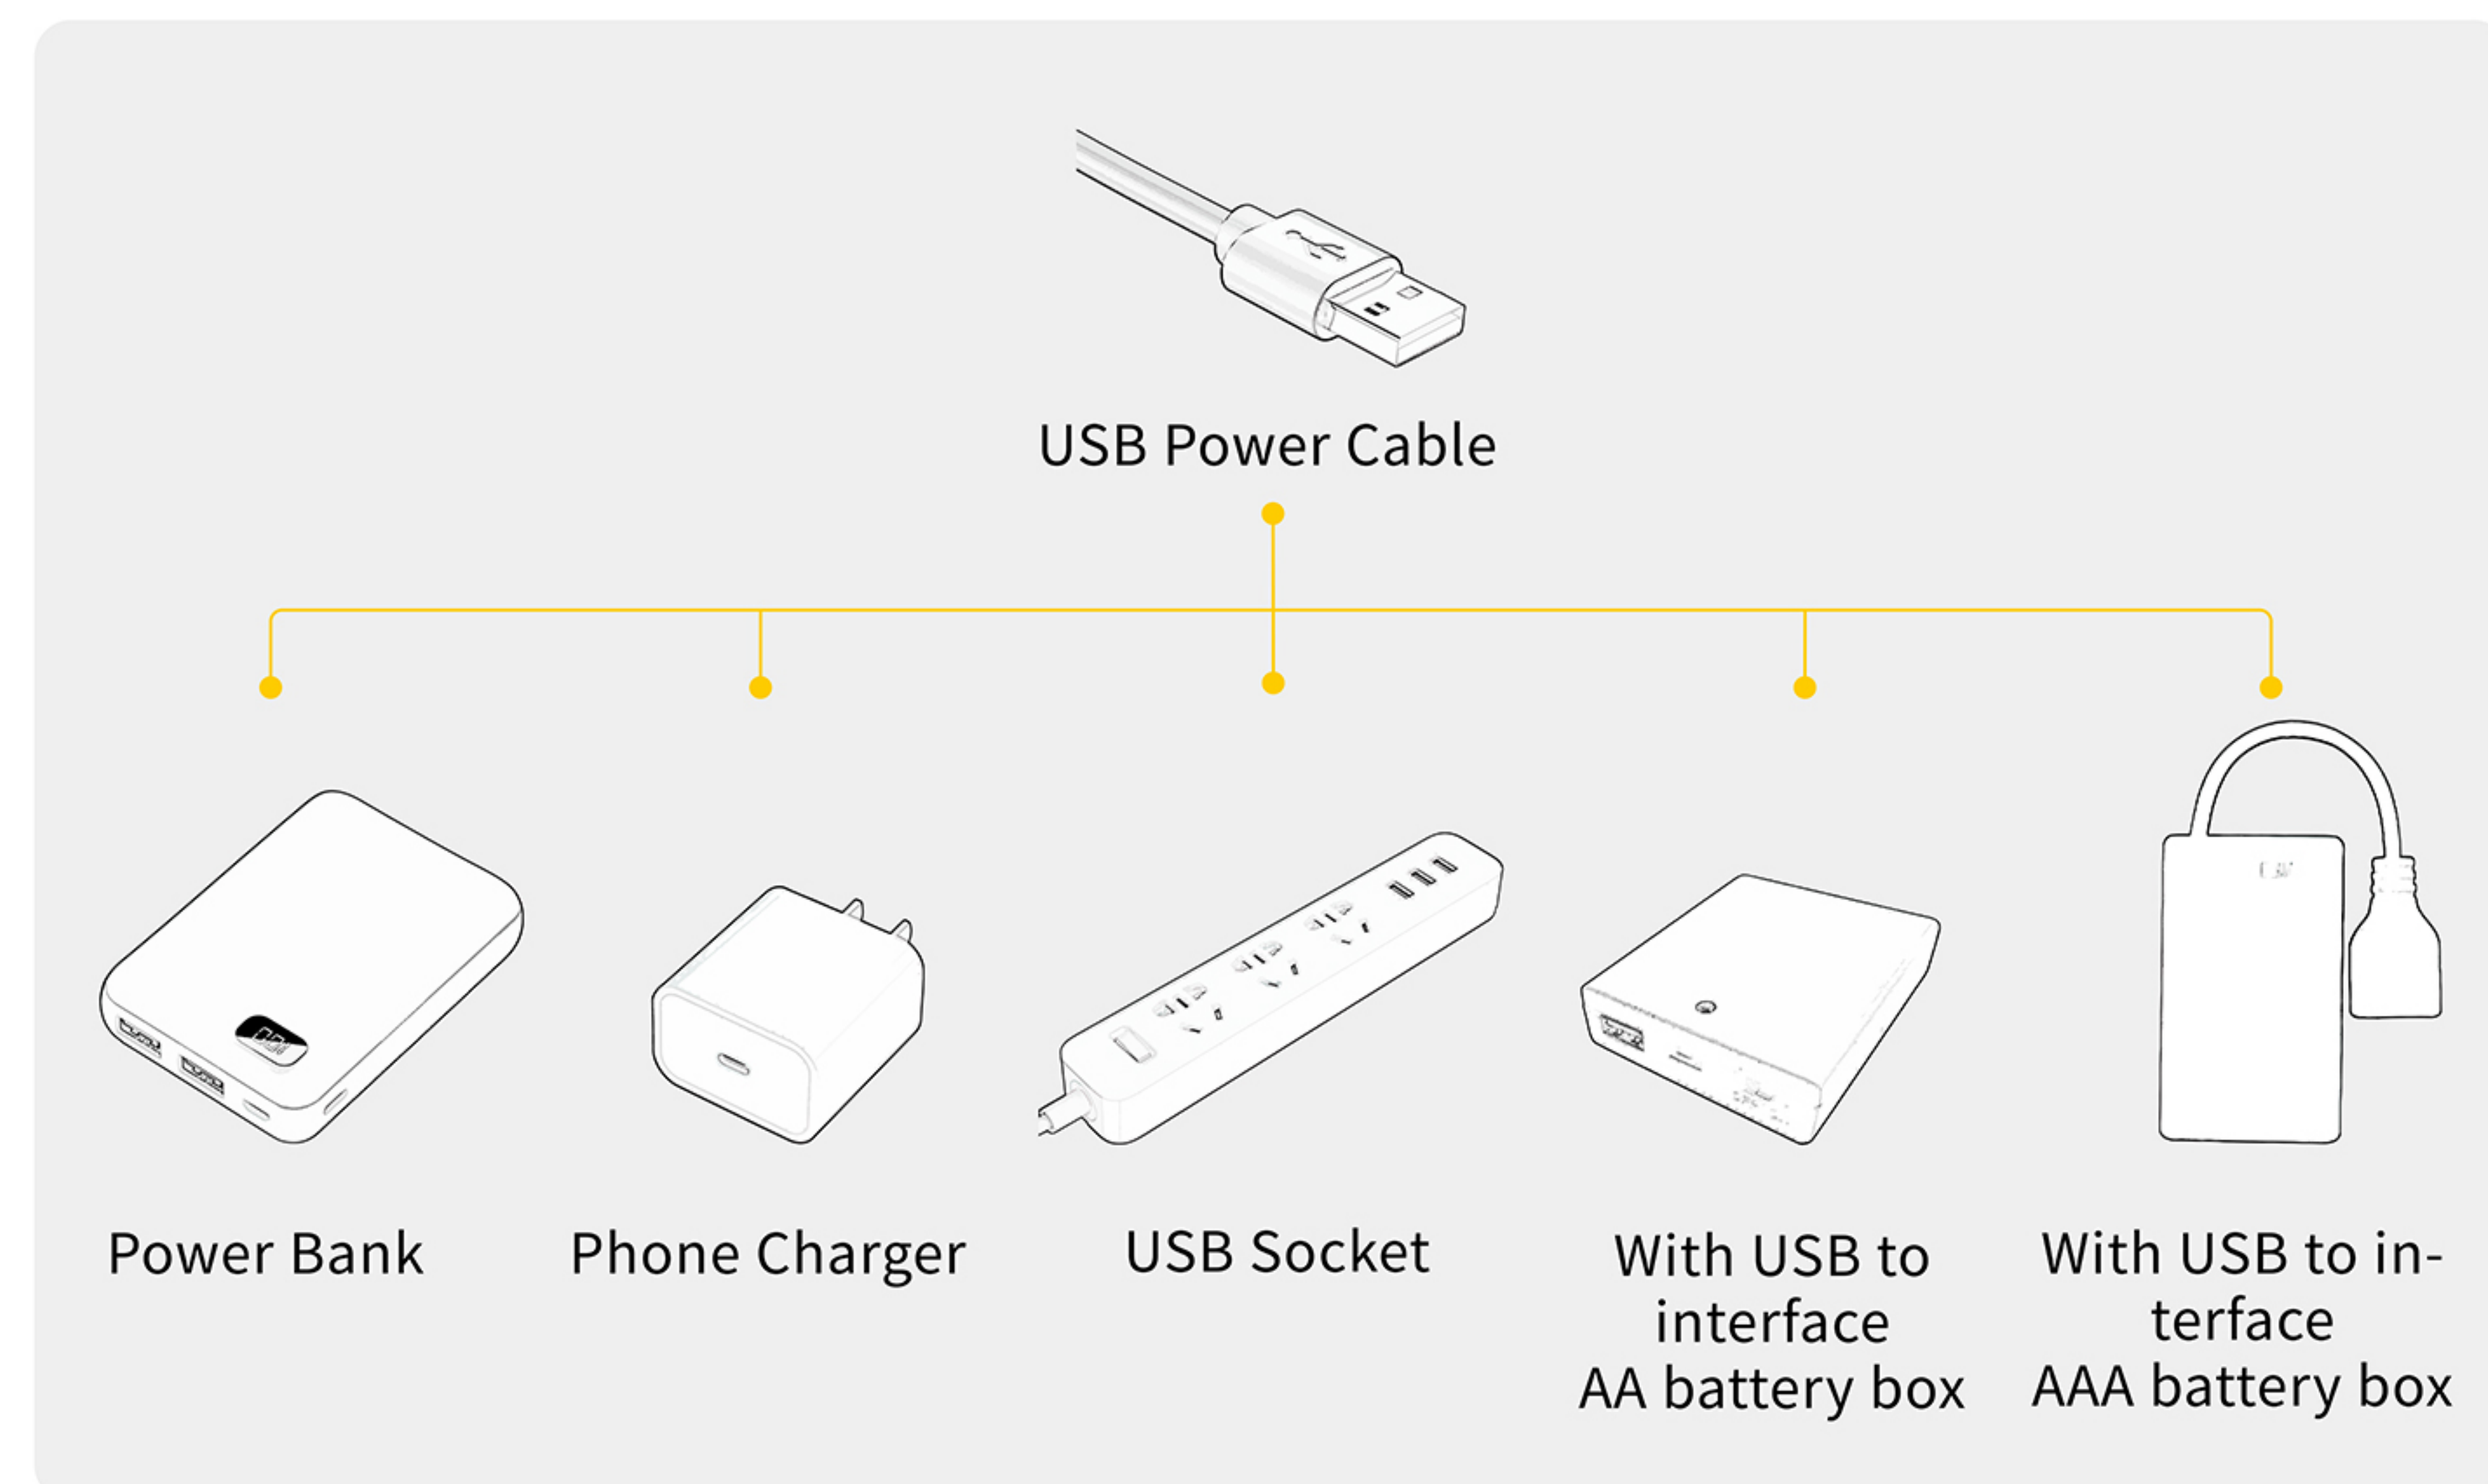 USB Power Cable
Power Bank
Phone Charger
USB Socket
With USB to
interface
AA battery box
With USB to in-
terface
AAA battery box